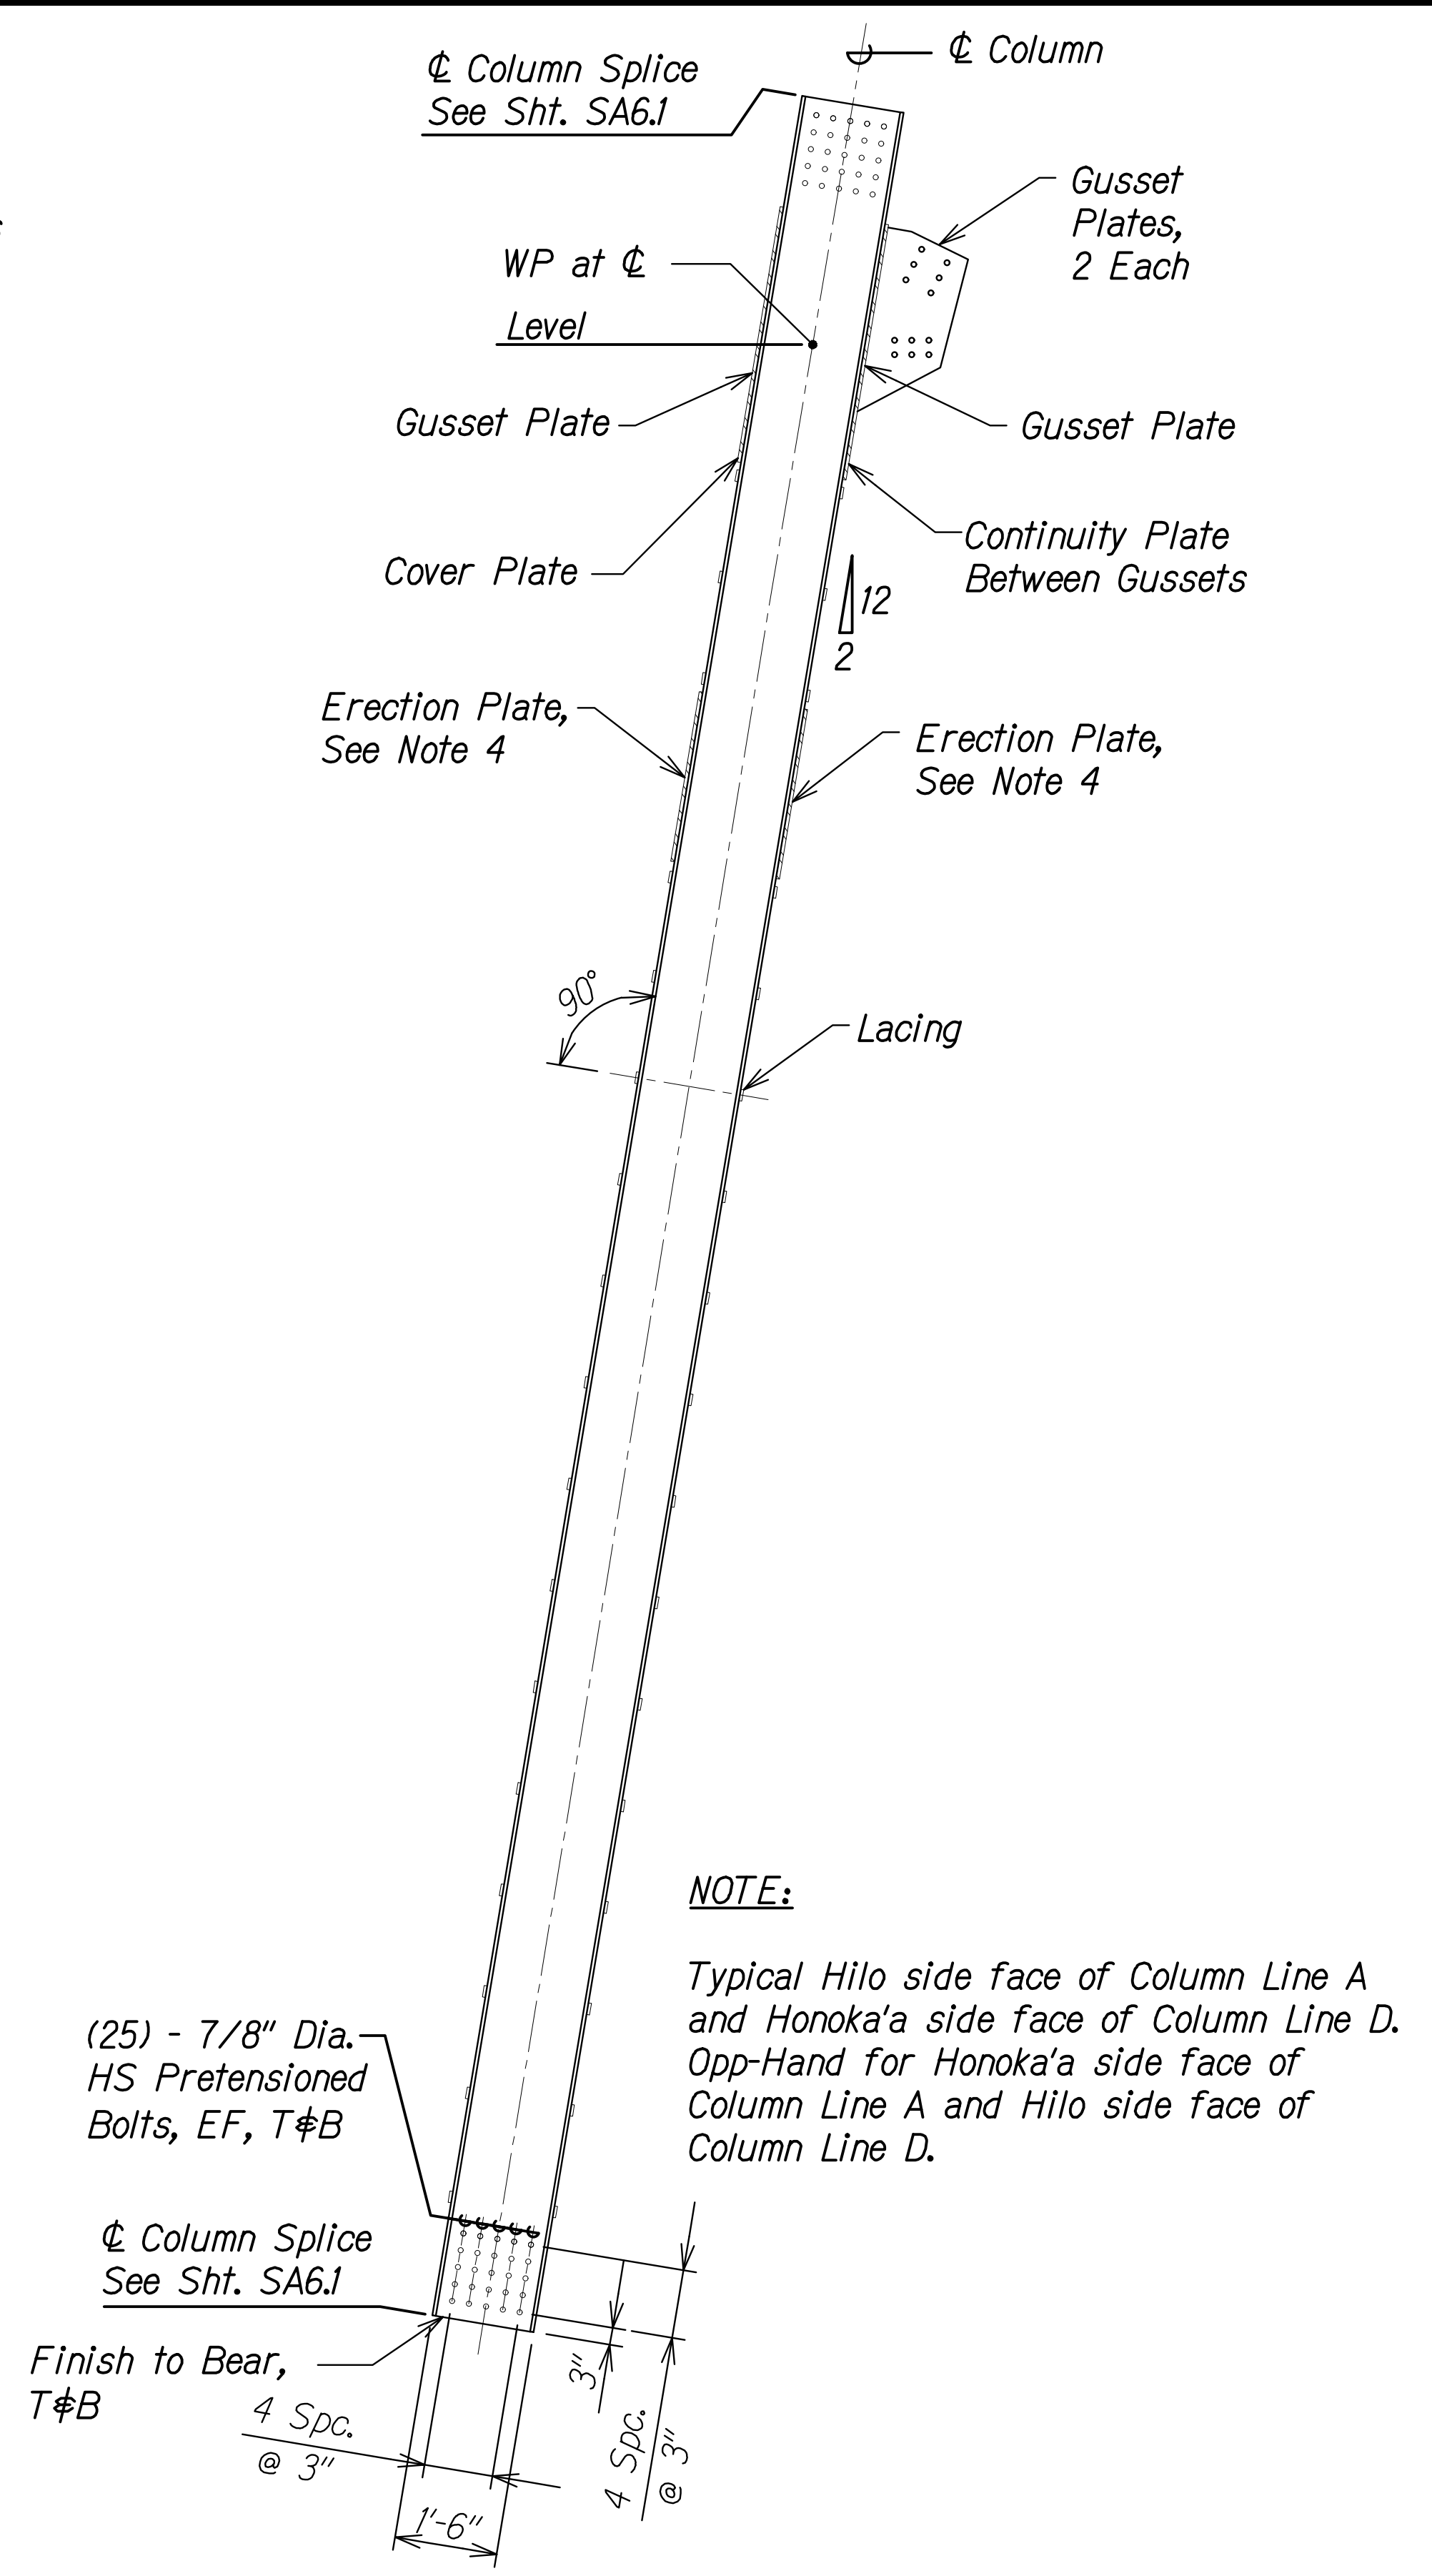 ℄ Column
℄ Column Splice
See Sht. SA6.1
Gusset
Plates,
2 Each
WP at ℄
Level
Gusset Plate
Gusset Plate
Continuity Plate
Between Gussets
Cover Plate
12
2
Erection Plate,
See Note 4
Erection Plate,
See Note 4
90°
Lacing
NOTE:
Typical Hilo side face of Column Line A
and Honoka'a side face of Column Line D.
Opp-Hand for Honoka'a side face of
Column Line A and Hilo side face of
Column Line D.
(25) - 7/8" Dia.
HS Pretensioned
Bolts, EF, T&B
℄ Column Splice
See Sht. SA6.1
Finish to Bear,
T&B
4 Spc.
@ 3"
1'-6"
3"
4 Spc.
@ 3"